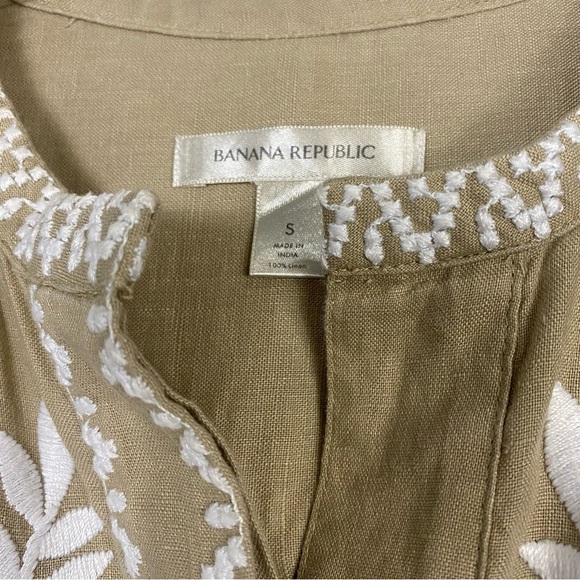 BANANA REPUBLIC
S
MADE IN
INDIA
100% Linen